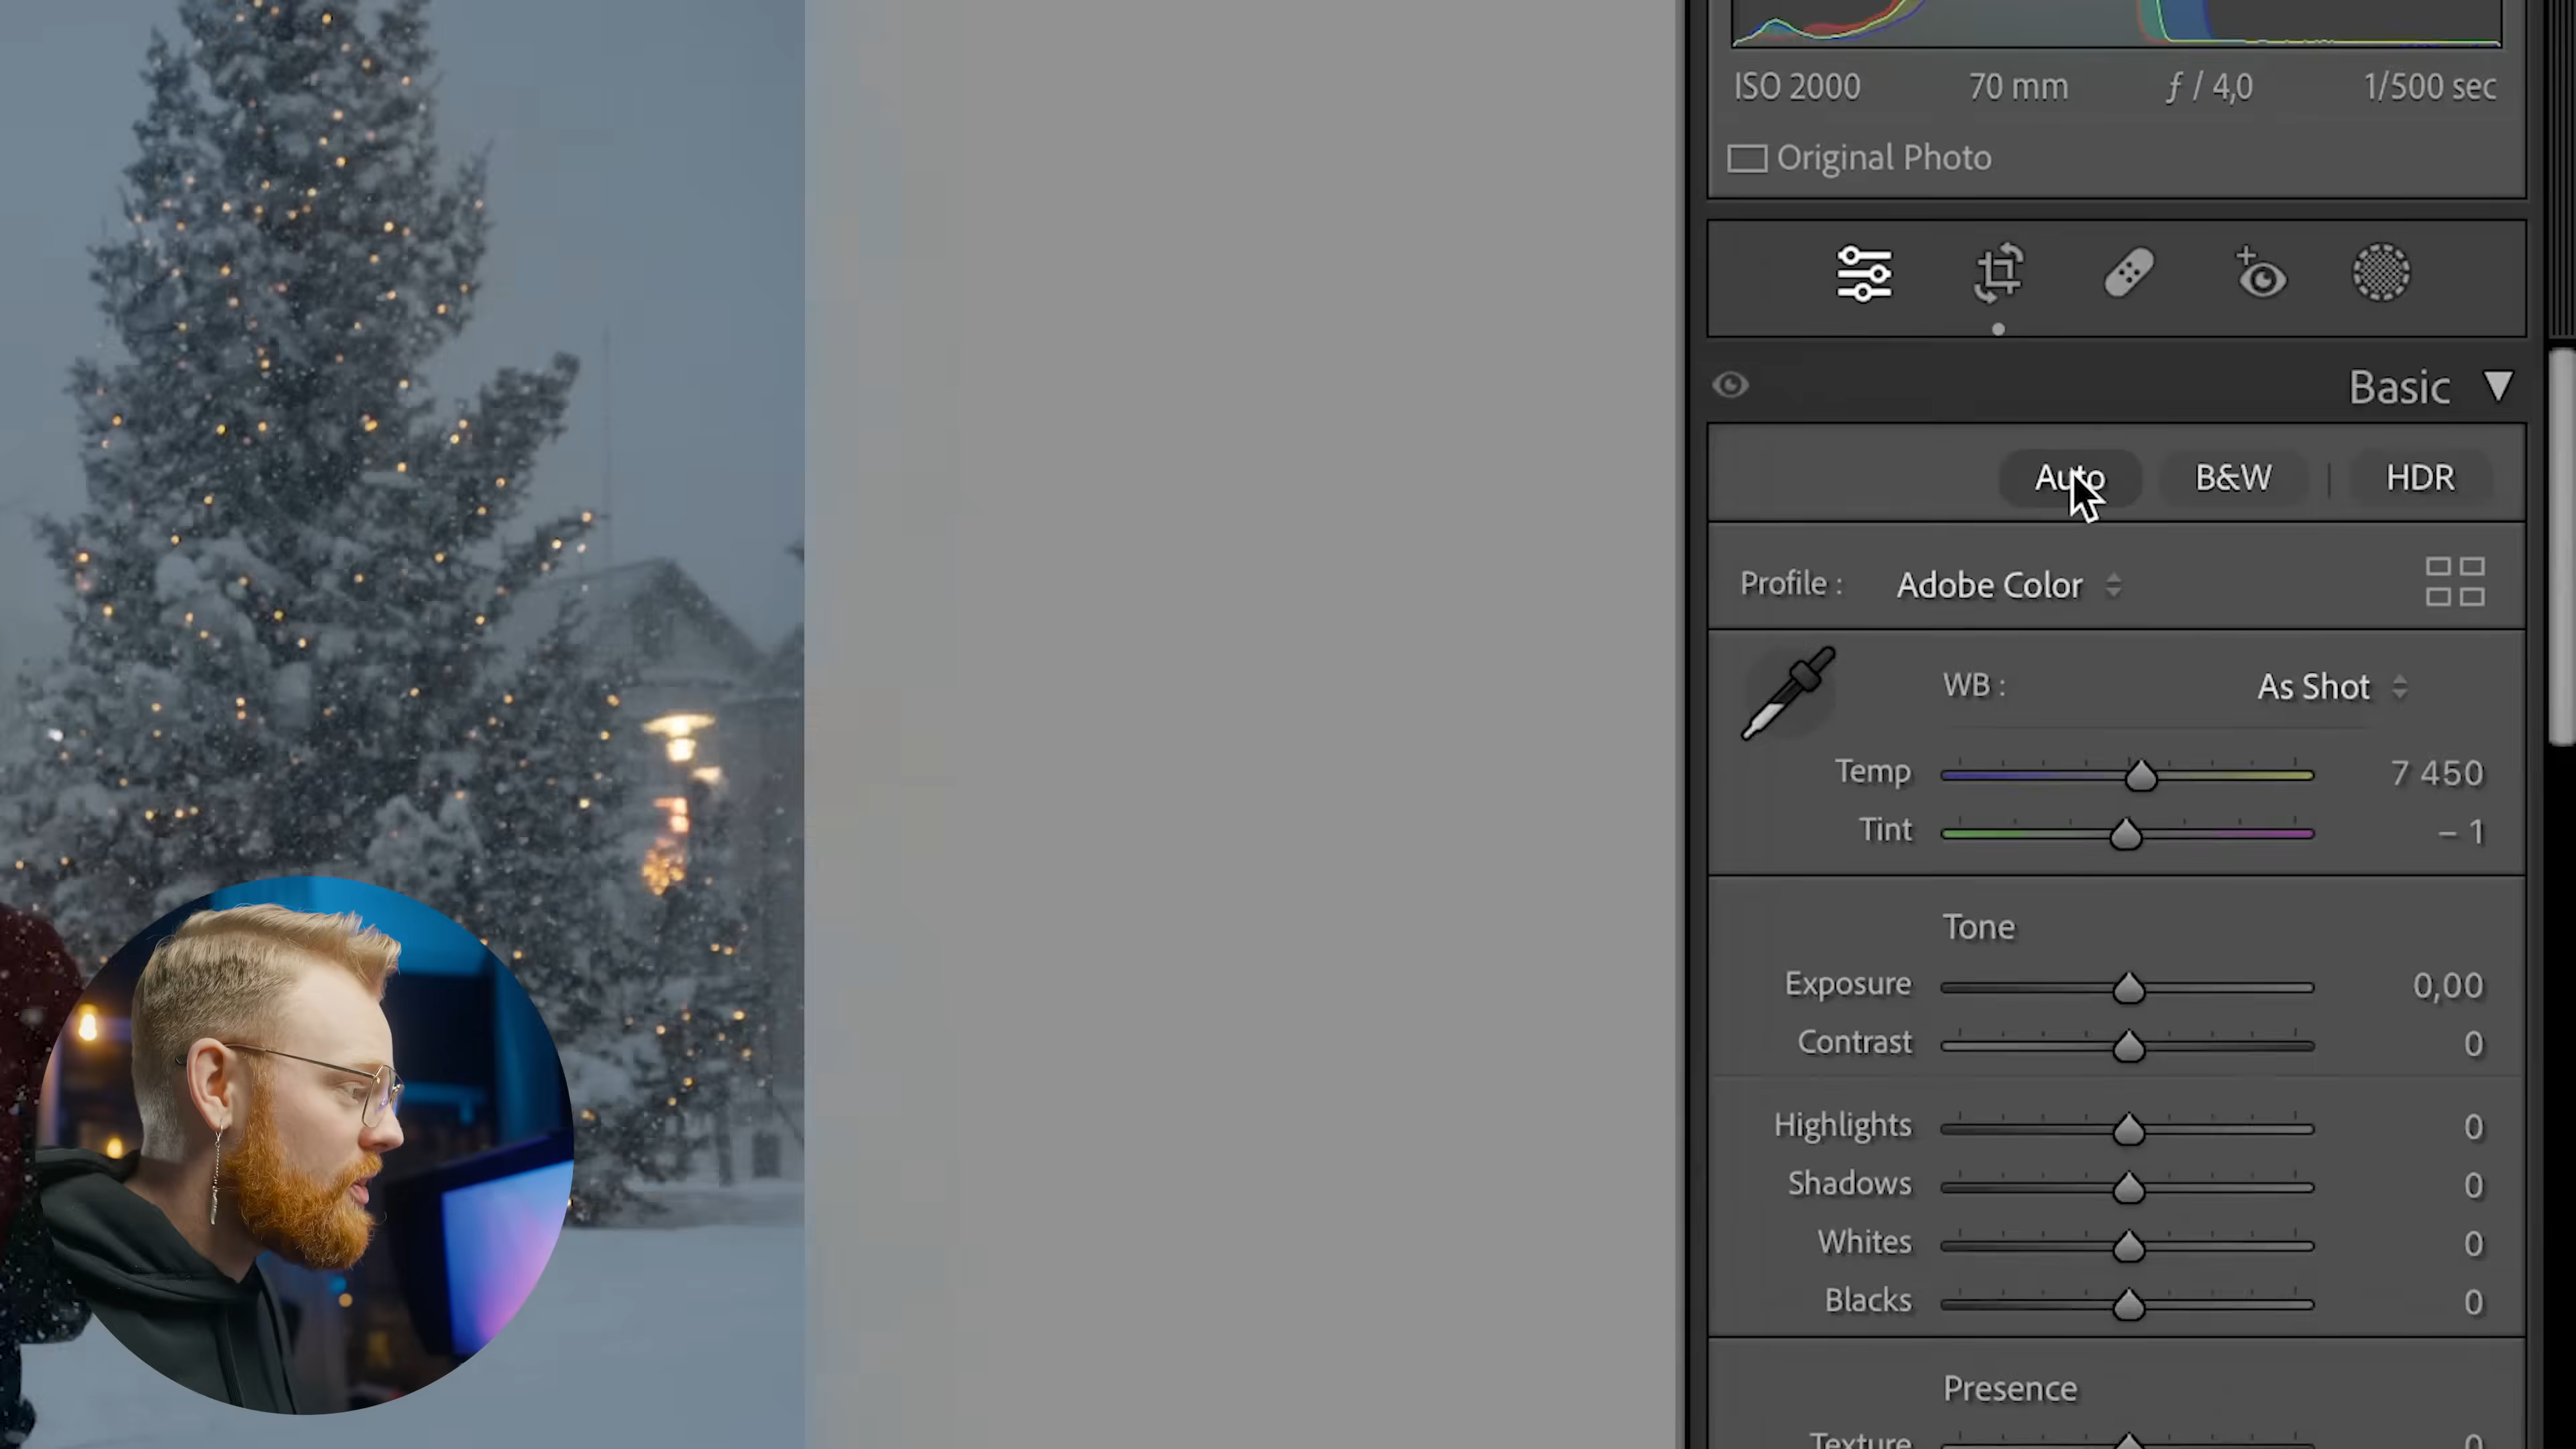 ISO 2000 70 mm ƒ / 4,0 1/500 sec
Original Photo
Basic
Auto B&W HDR
Profile : Adobe Color
WB : As Shot
Temp 7 450
Tint – 1
Tone
Exposure 0,00
Contrast 0
Highlights 0
Shadows 0
Whites 0
Blacks 0
Presence
Texture 0